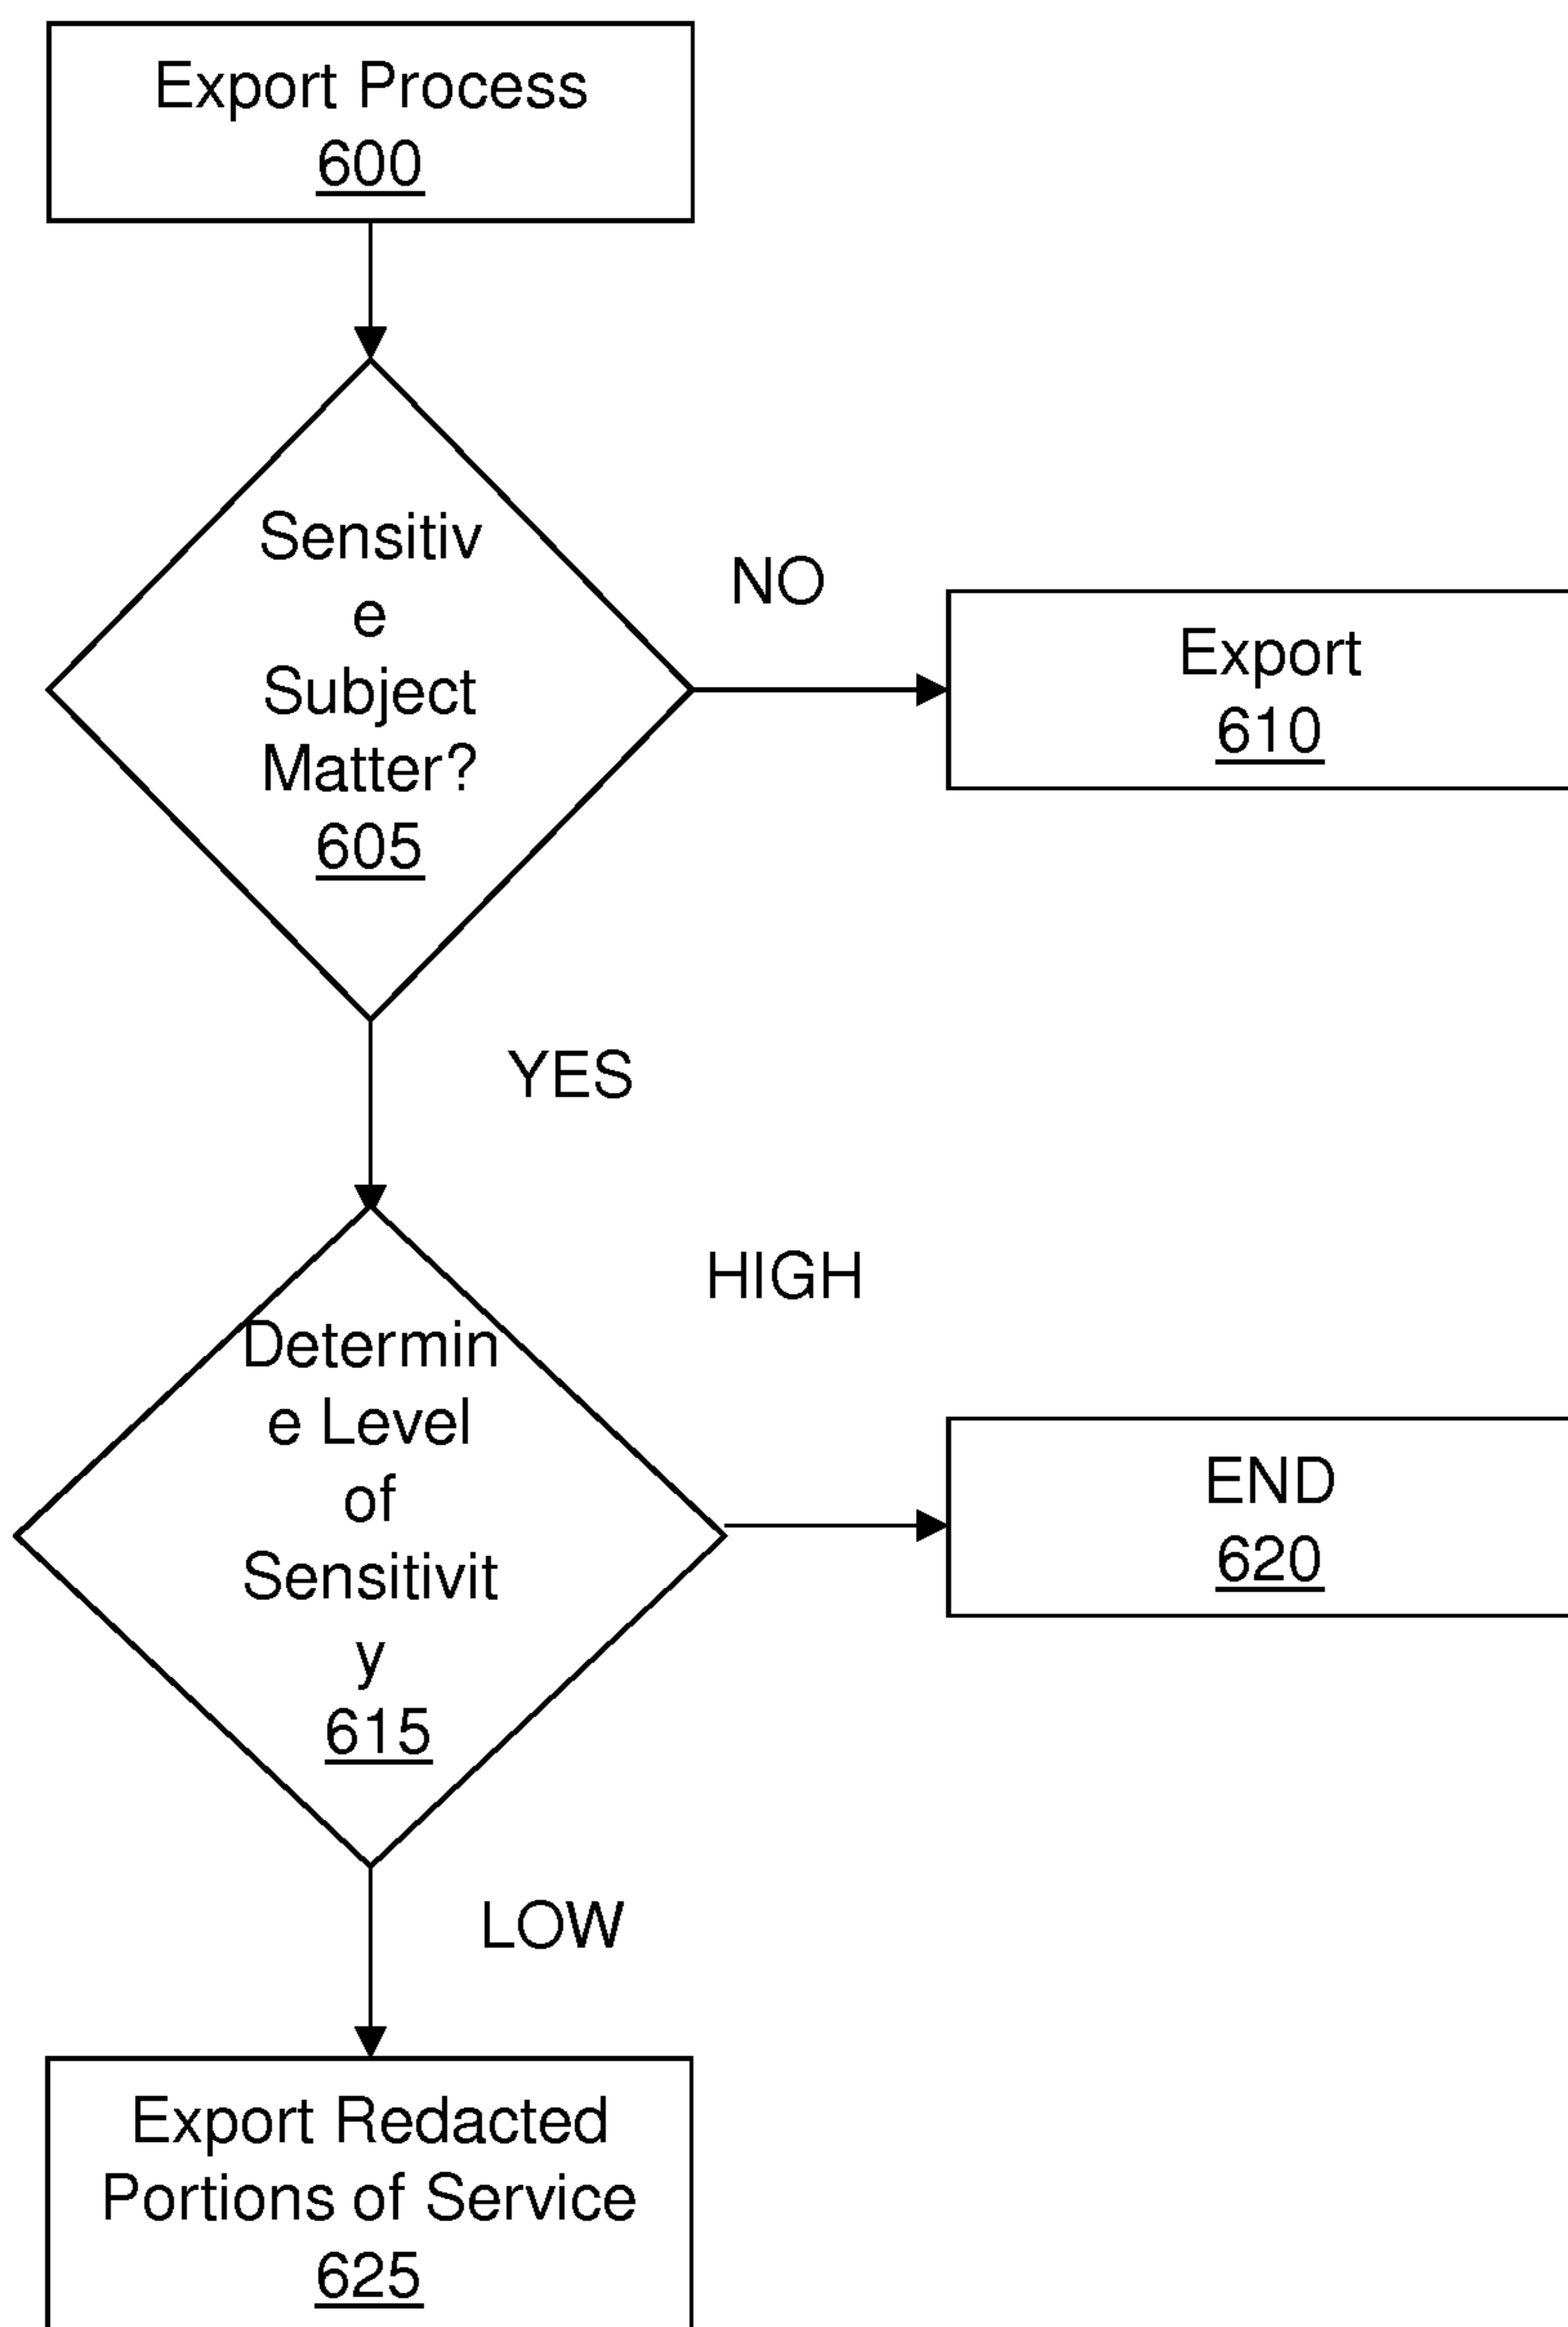 Export Process
600
Sensitiv
e
Subject
Matter?
605
NO
Export
610
YES
HIGH
Determin
e Level
of
Sensitivit
y
615
END
620
LOW
Export Redacted
Portions of Service
625